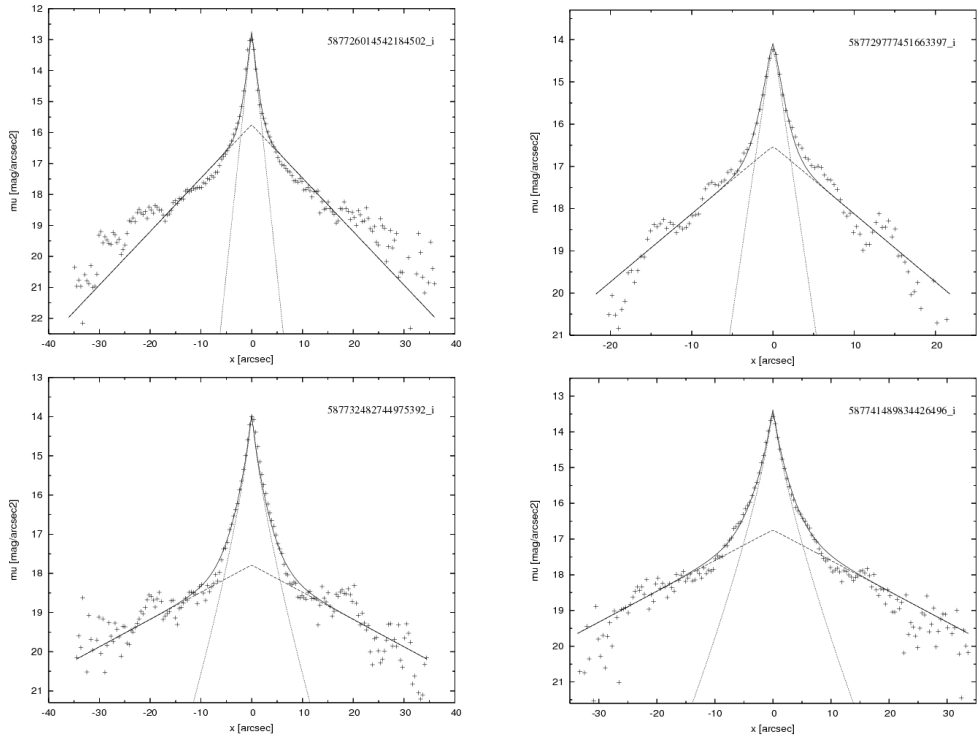 587726014542184502_i
mu [mag/arcsec2]
12
13
14
15
16
17
18
19
20
21
22
-40 -30 -20 -10 0 10 20 30 40
x [arcsec]
587729777451663397_i
mu [mag/arcsec2]
14
15
16
17
18
19
20
21
-20 -10 0 10 20
x [arcsec]
587732482744975392_i
mu [mag/arcsec2]
13
14
15
16
17
18
19
20
21
-40 -30 -20 -10 0 10 20 30 40
x [arcsec]
587741489834426496_i
mu [mag/arcsec2]
13
14
15
16
17
18
19
20
21
-30 -20 -10 0 10 20 30
x [arcsec]